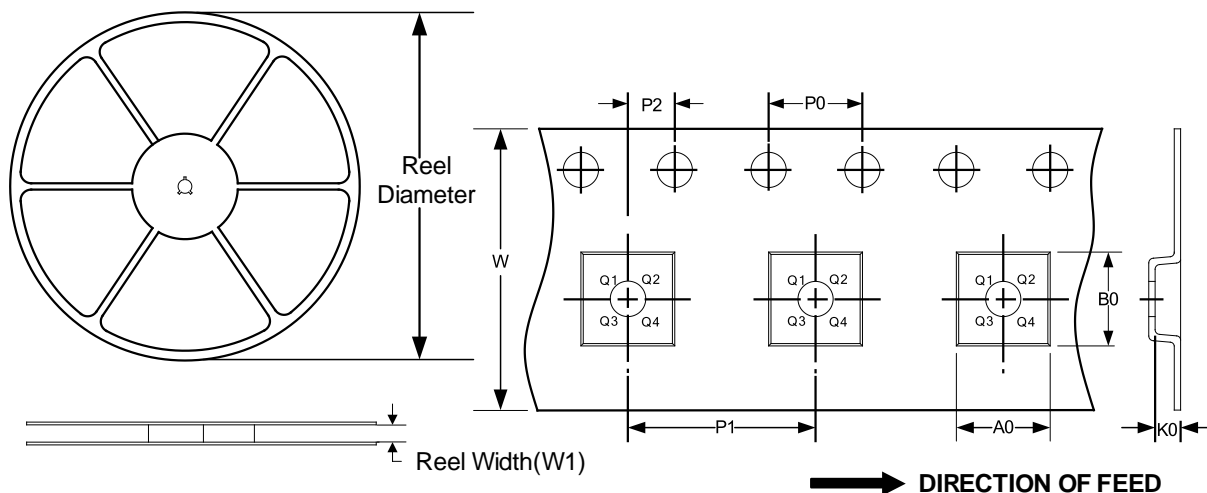 Reel
Diameter
Reel Width(W1)
P2
P0
W
Q1 Q2
Q3 Q4
Q1 Q2
Q3 Q4
Q1 Q2
Q3 Q4
B0
P1
A0
K0
DIRECTION OF FEED